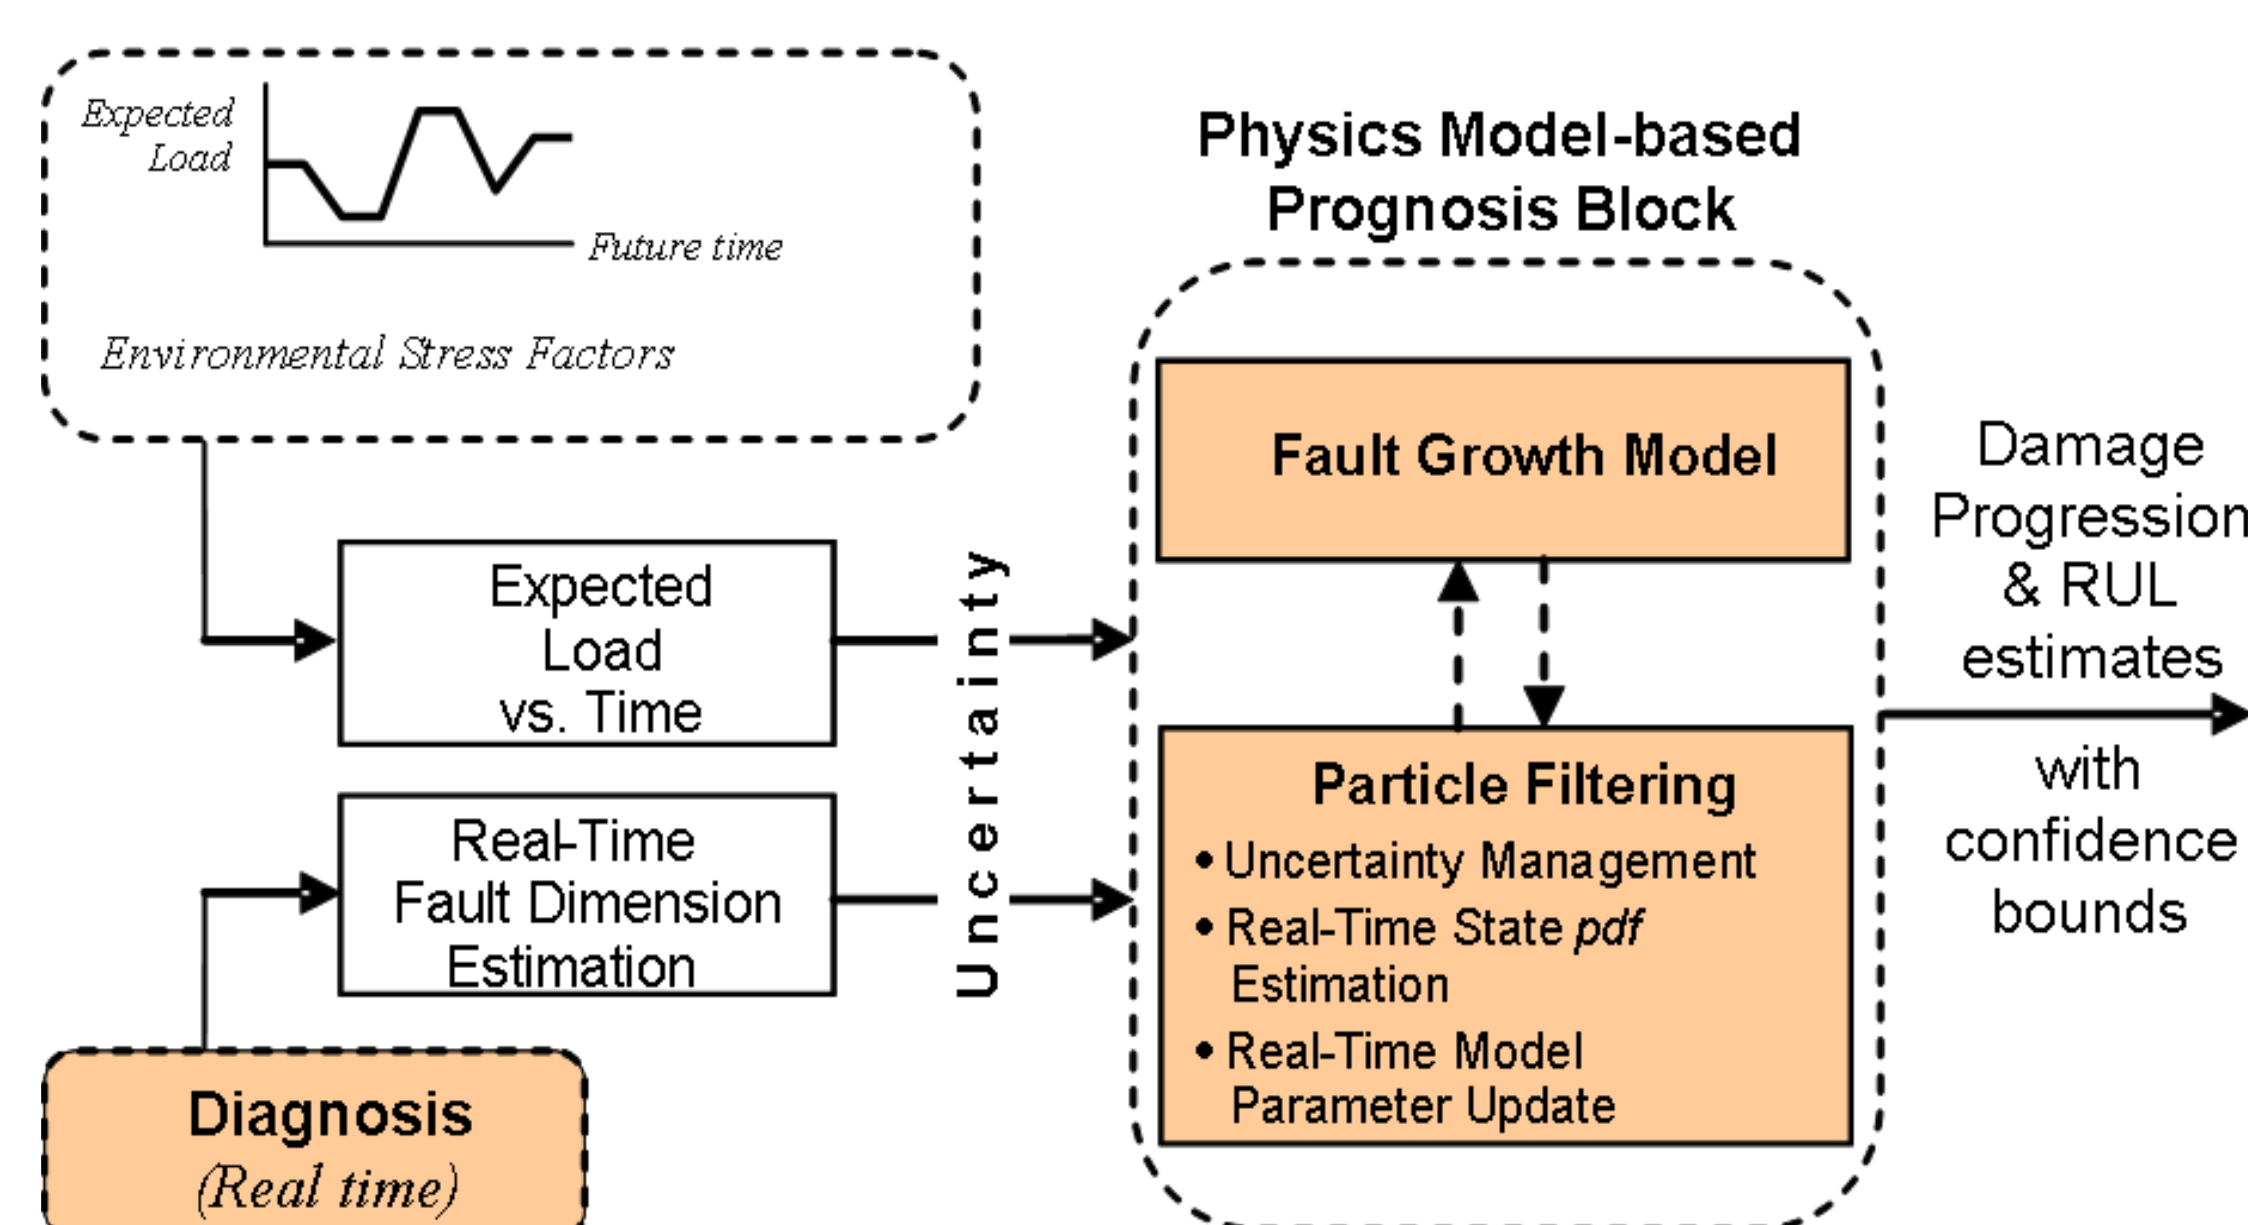 Expected
Load
Future time
Environmental Stress Factors
Expected
Load
vs. Time
Real-Time
Fault Dimension
Estimation
Diagnosis
(Real time)
Uncertainty
Physics Model-based
Prognosis Block
Fault Growth Model
Particle Filtering
• Uncertainty Management
• Real-Time State pdf
Estimation
• Real-Time Model
Parameter Update
Damage
Progression
& RUL
estimates
with
confidence
bounds